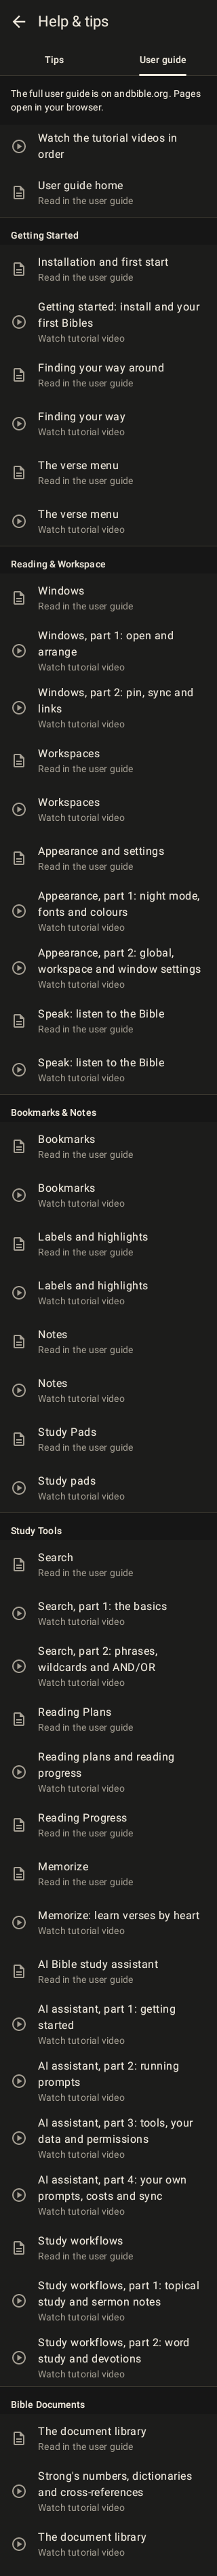 Help & tips
Tips
User guide
The full user guide is on andbible.org. Pages
open in your browser.
Watch the tutorial videos in
order
User guide home
Read in the user guide
Getting Started
Installation and first start
Read in the user guide
Getting started: install and your
first Bibles
Watch tutorial video
Finding your way around
Read in the user guide
Finding your way
Watch tutorial video
The verse menu
Read in the user guide
The verse menu
Watch tutorial video
Reading & Workspace
Windows
Read in the user guide
Windows, part 1: open and
arrange
Watch tutorial video
Windows, part 2: pin, sync and
links
Watch tutorial video
Workspaces
Read in the user guide
Workspaces
Watch tutorial video
Appearance and settings
Read in the user guide
Appearance, part 1: night mode,
fonts and colours
Watch tutorial video
Appearance, part 2: global,
workspace and window settings
Watch tutorial video
Speak: listen to the Bible
Read in the user guide
Speak: listen to the Bible
Watch tutorial video
Bookmarks & Notes
Bookmarks
Read in the user guide
Bookmarks
Watch tutorial video
Labels and highlights
Read in the user guide
Labels and highlights
Watch tutorial video
Notes
Read in the user guide
Notes
Watch tutorial video
Study Pads
Read in the user guide
Study pads
Watch tutorial video
Study Tools
Search
Read in the user guide
Search, part 1: the basics
Watch tutorial video
Search, part 2: phrases,
wildcards and AND/OR
Watch tutorial video
Reading Plans
Read in the user guide
Reading plans and reading
progress
Watch tutorial video
Reading Progress
Read in the user guide
Memorize
Read in the user guide
Memorize: learn verses by heart
Watch tutorial video
AI Bible study assistant
Read in the user guide
AI assistant, part 1: getting
started
Watch tutorial video
AI assistant, part 2: running
prompts
Watch tutorial video
AI assistant, part 3: tools, your
data and permissions
Watch tutorial video
AI assistant, part 4: your own
prompts, costs and sync
Watch tutorial video
Study workflows
Read in the user guide
Study workflows, part 1: topical
study and sermon notes
Watch tutorial video
Study workflows, part 2: word
study and devotions
Watch tutorial video
Bible Documents
The document library
Read in the user guide
Strong's numbers, dictionaries
and cross-references
Watch tutorial video
The document library
Watch tutorial video